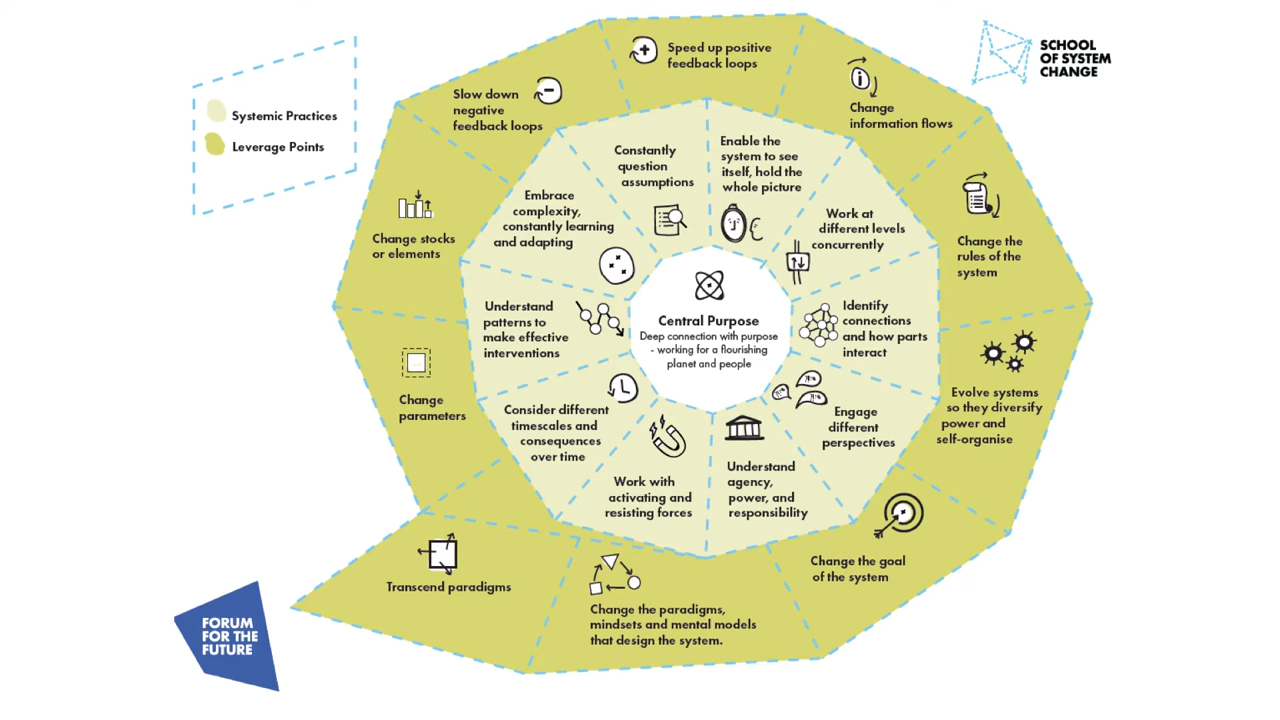 SCHOOL
OF SYSTEM
CHANGE
Systemic Practices
Leverage Points
Slow down
negative
feedback loops
Speed up positive
feedback loops
Change
information flows
Change the
rules of the
system
Evolve systems
so they diversify
power and
self-organise
Change the goal
of the system
Change the paradigms,
mindsets and mental models
that design the system.
Transcend paradigms
Change
parameters
Change stocks
or elements
Constantly
question
assumptions
Enable the
system to see
itself, hold the
whole picture
Work at
different levels
concurrently
Identify
connections
and how parts
interact
Engage
different
perspectives
Understand
agency,
power, and
responsibility
Work with
activating and
resisting forces
Consider different
timescales and
consequences
over time
Understand
patterns to
make effective
interventions
Embrace
complexity,
constantly learning
and adapting
Central Purpose
Deep connection with purpose
- working for a flourishing
planet and people
FORUM
FOR THE
FUTURE